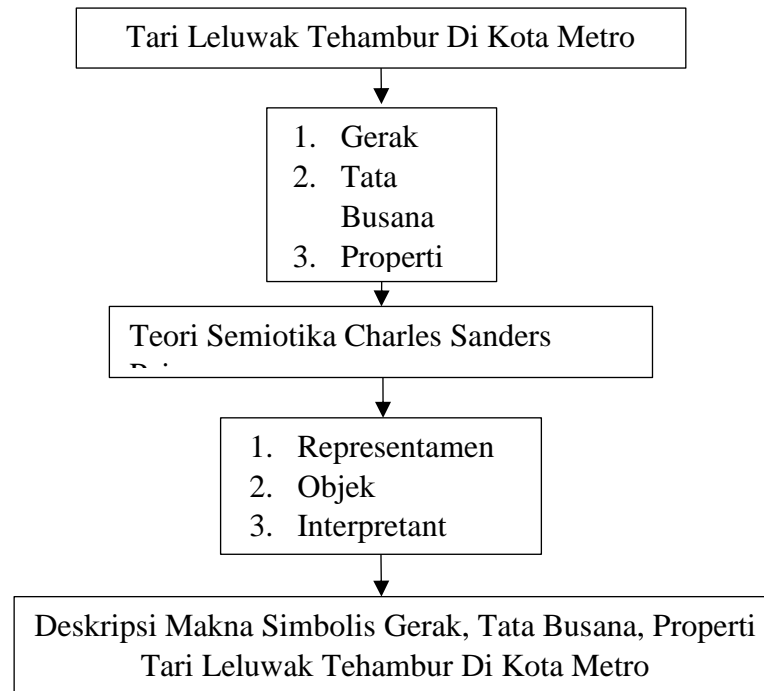 Tari Leluwak Tehambur Di Kota Metro
1. Gerak
2. Tata
Busana
3. Properti
Teori Semiotika Charles Sanders
1. Representamen
2. Objek
3. Interpretant
Deskripsi Makna Simbolis Gerak, Tata Busana, Properti
Tari Leluwak Tehambur Di Kota Metro